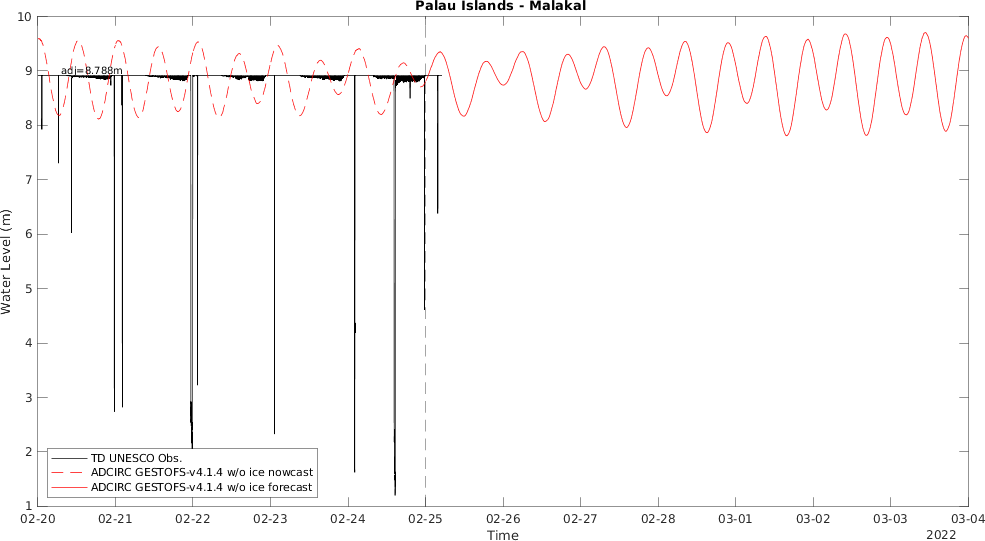 Palau Islands - Malakal
10
9
8
7
6
5
4
3
2
1
Water Level (m)
adj=8.788m
TD UNESCO Obs.
ADCIRC GESTOFS-v4.1.4 w/o ice nowcast
ADCIRC GESTOFS-v4.1.4 w/o ice forecast
02-20 02-21 02-22 02-23 02-24 02-25 02-26 02-27 02-28 03-01 03-02 03-03 03-04
Time
2022